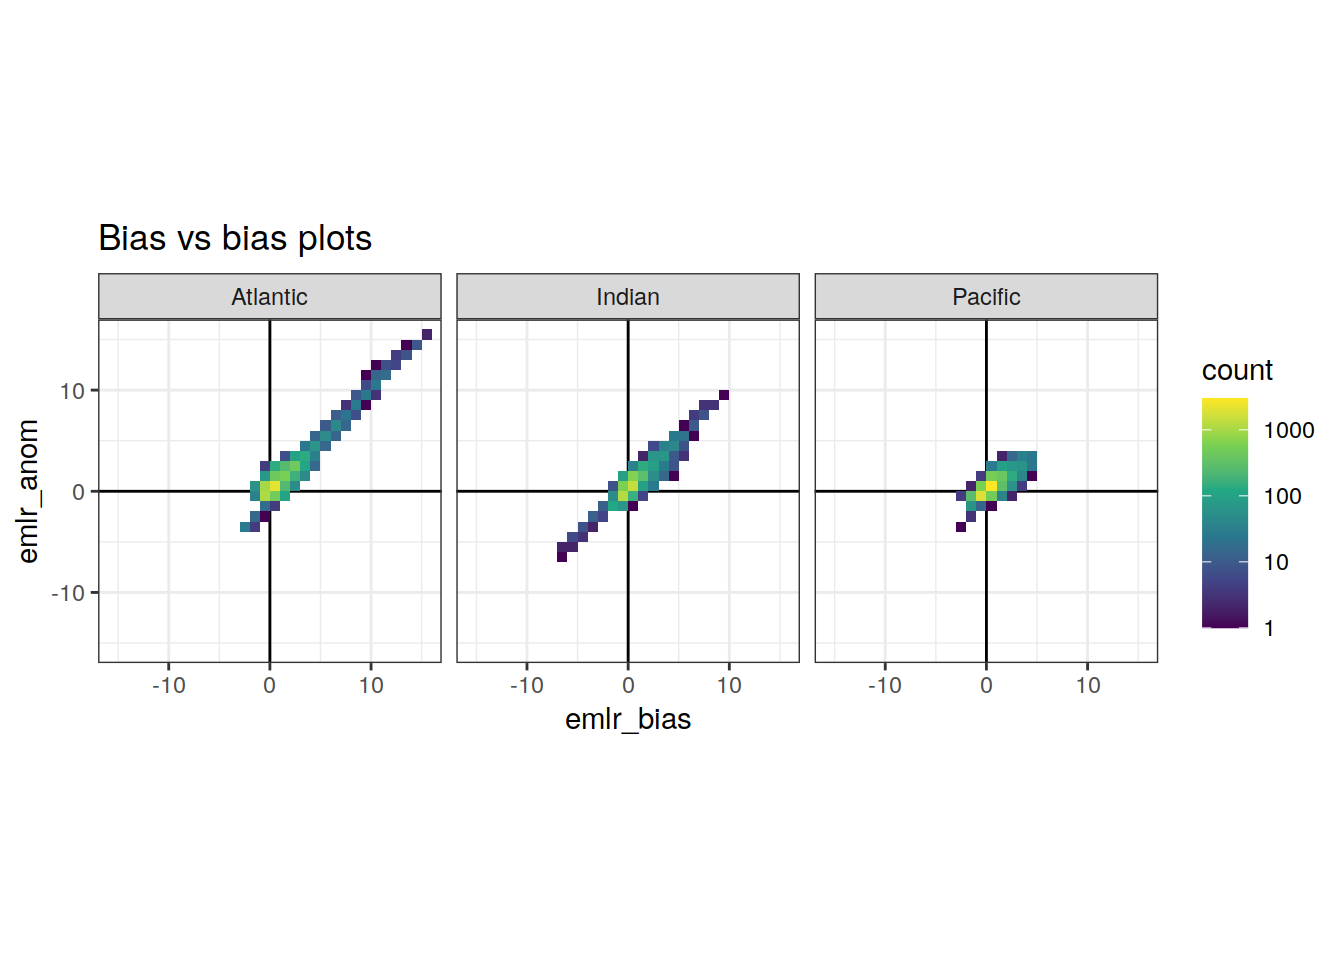 Bias vs bias plots
Atlantic Indian Pacific
emlr_anom
10
0
-10
-10 0 10 -10 0 10 -10 0 10
emlr_bias
count
1000
100
10
1